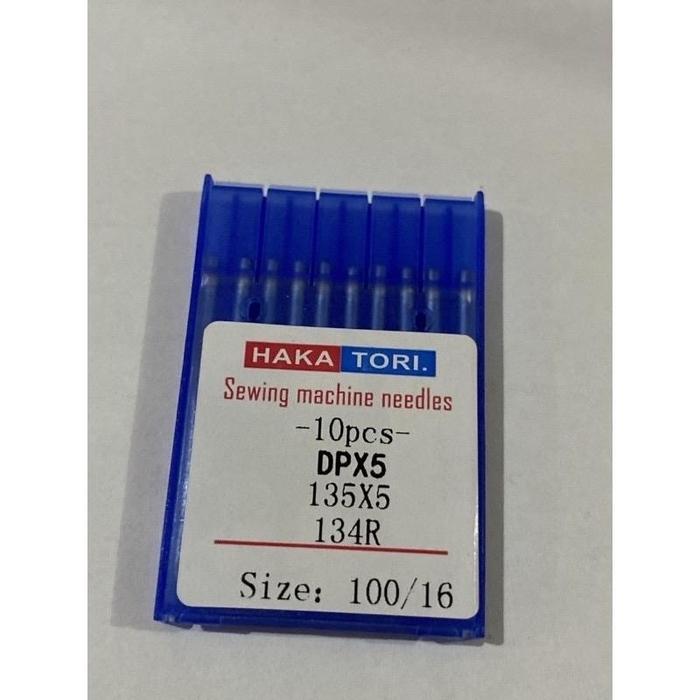 HAKA TORI.
Sewing machine needles
-10pcs-
DPX5
135X5
134R
Size: 100/16